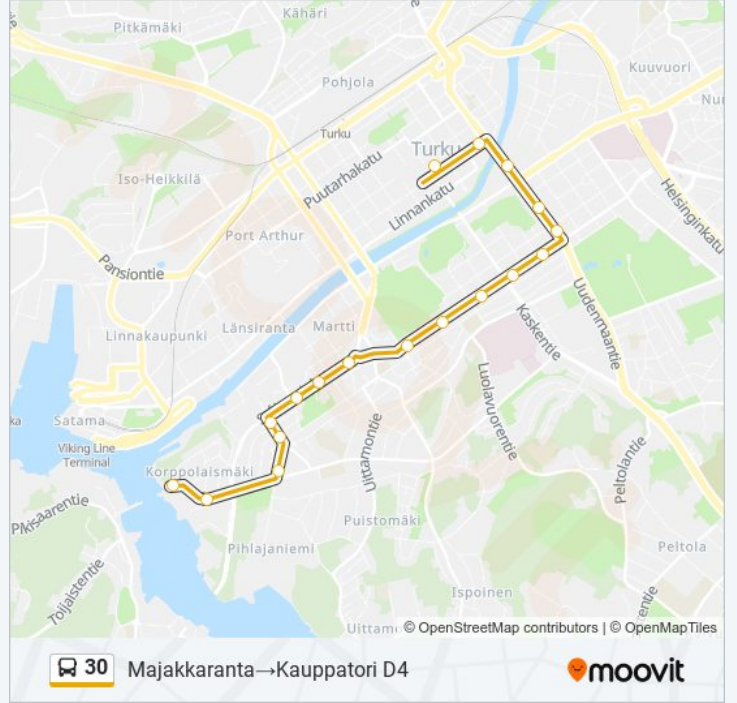 Kähäri
Pitkämäki
Kuuvuori
Pohjola
Turku
Turku
Puutarhakatu
Iso-Heikkilä
Linnankatu
Helsinginkatu
Port Arthur
Pansiontie
Uudenmaantie
Linnakaupunki
Länsiranta
Martti
Kaskentie
Luolavuorentie
Satama
Uittamontie
Viking Line
Terminal
Korppolaismäki
Peltolantie
Puistomäki
Pihlajaniemi
Peltola
Toijaistentie
Ispoinen
© OpenStreetMap contributors | © OpenMapTiles
30 Majakkaranta→Kauppatori D4
moovit